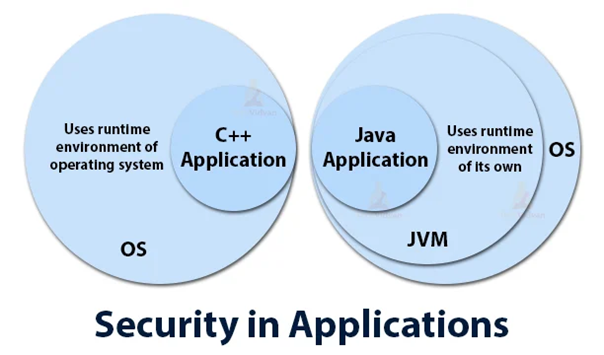 Uses runtime
environment of
operating system
C++
Application
OS
Java
Application
Uses runtime
environment
of its own
OS
JVM
Security in Applications